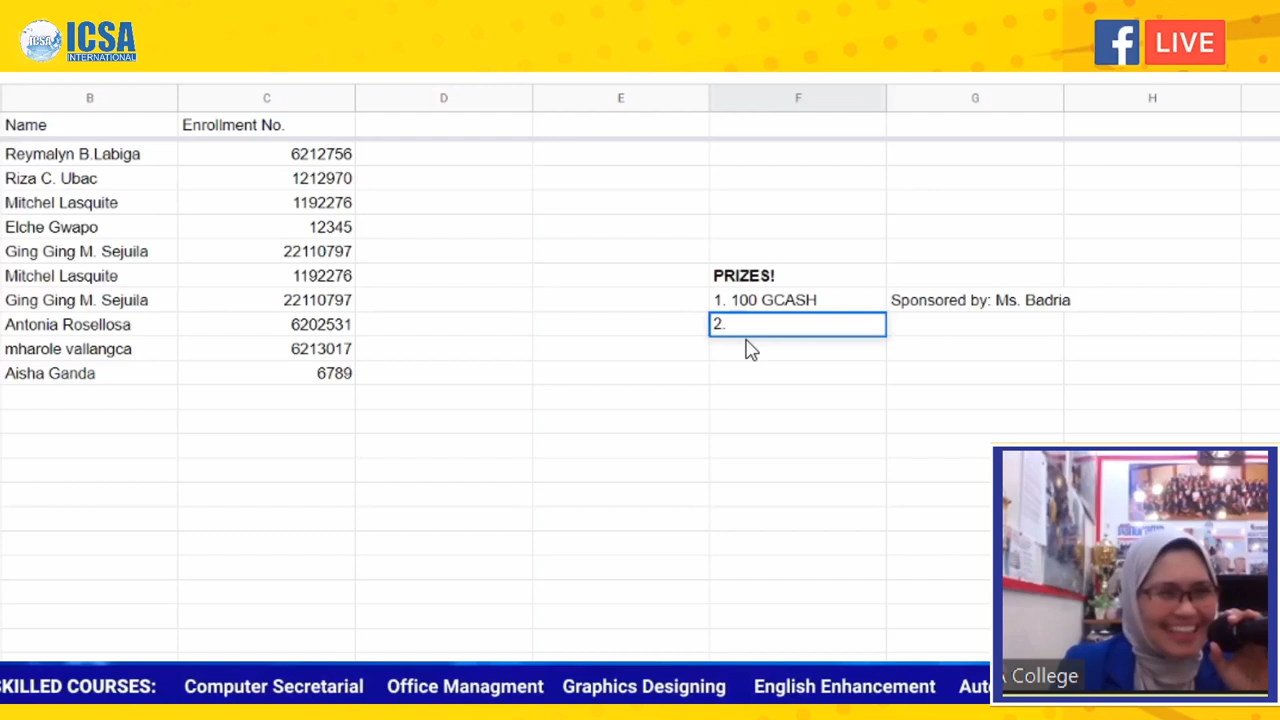 ICSA
ICSA
INTERNATIONAL
f LIVE
B C D E F G H
Name Enrollment No.
Reymalyn B.Labiga 6212756
Riza C. Ubac 1212970
Mitchel Lasquite 1192276
Elche Gwapo 12345
Ging Ging M. Sejuila 22110797
Mitchel Lasquite 1192276 PRIZES!
Ging Ging M. Sejuila 22110797 1. 100 GCASH Sponsored by: Ms. Badria
Antonia Rosellosa 6202531 2.
mharole vallangca 6213017
Aisha Ganda 6789
A College
SKILLED COURSES: Computer Secretarial Office Managment Graphics Designing English Enhancement Aut